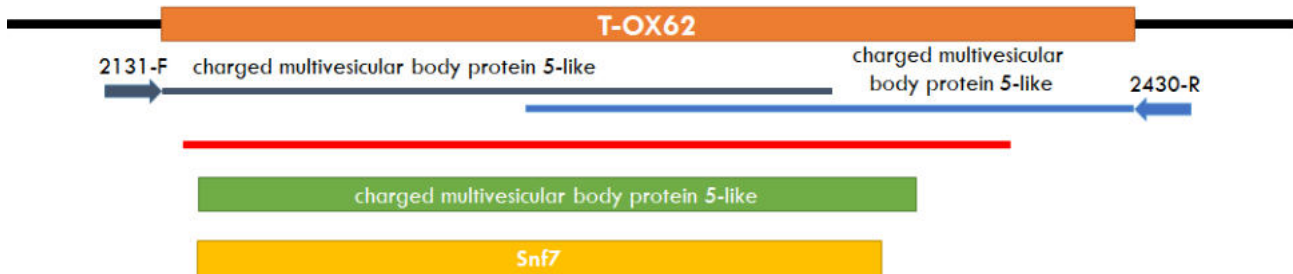 T-OX62
2131-F
charged multivesicular body protein 5-like
charged multivesicular
body protein 5-like
2430-R
charged multivesicular body protein 5-like
Snf7